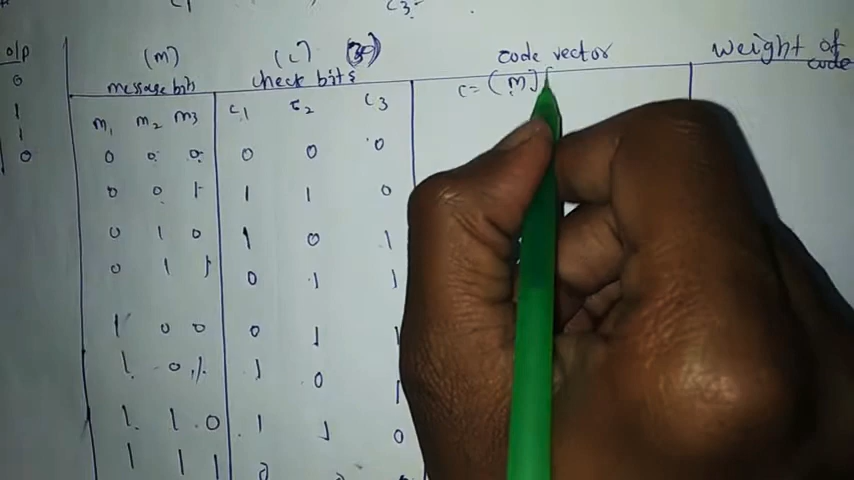 C1 C3
o/p (m) (c) code vector Weight of
0 message bits check bits c = (m) code
1 m1 m2 m3 c1 c2 c3
1 0 0 0 0 0 0
0 0 0 1 1 1 0
0 1 0 1 0 1
0 1 1 0 1 1
1 0 0 0 1 1
1 0 1 1 0 1
1 1 0 1 1 0
1 1 1 0